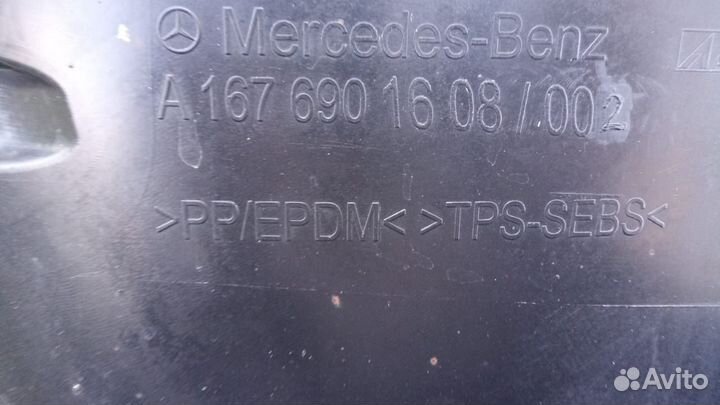 Mercedes-Benz
A 167 690 16 08 / 002
>PP/EPDM< >TPS-SEBS<
Avito